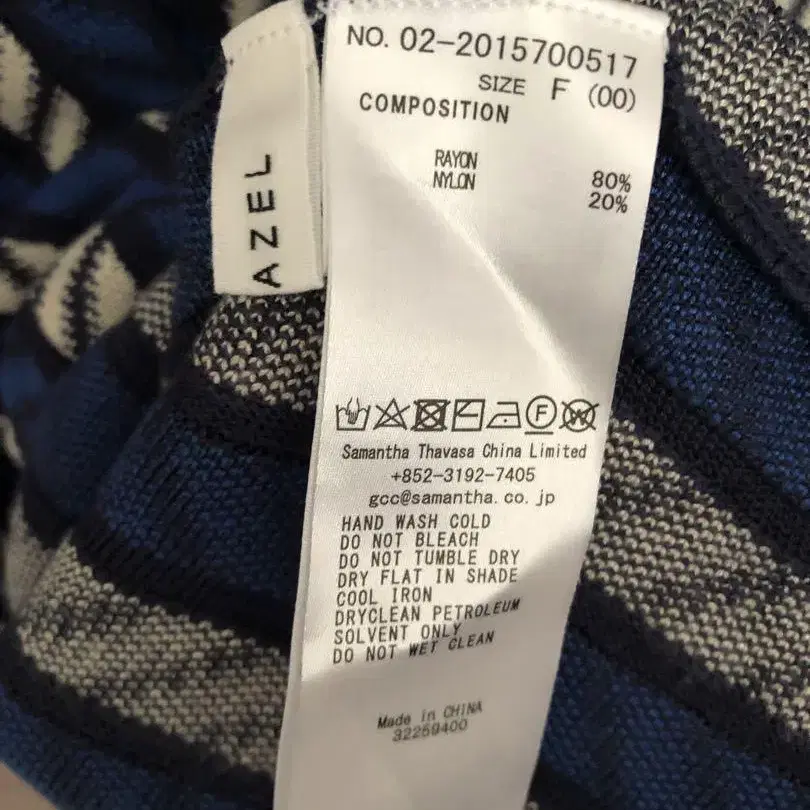 AZEL
NO. 02-2015700517
SIZE F (00)
COMPOSITION
RAYON 80%
NYLON 20%
F
W
Samantha Thavasa China Limited
+852-3192-7405
gcc@samantha.co.jp
HAND WASH COLD
DO NOT BLEACH
DO NOT TUMBLE DRY
DRY FLAT IN SHADE
COOL IRON
DRYCLEAN PETROLEUM
SOLVENT ONLY
DO NOT WET CLEAN
Made in CHINA
32259400